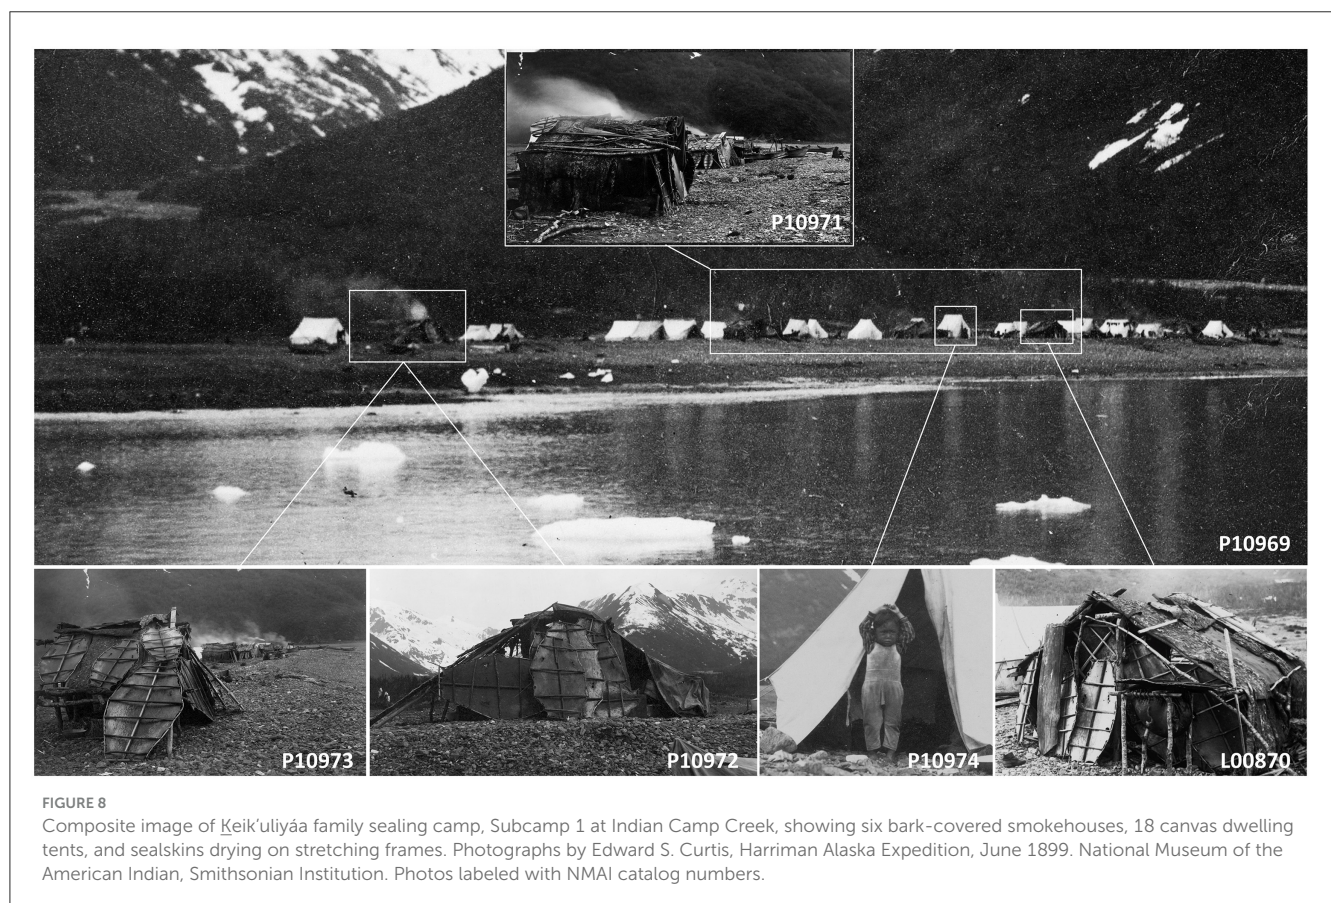 P10971
P10969
P10973
P10972
P10974
L00870
FIGURE 8
Composite image of Ḵeik'uliyáa family sealing camp, Subcamp 1 at Indian Camp Creek, showing six bark-covered smokehouses, 18 canvas dwelling
tents, and sealskins drying on stretching frames. Photographs by Edward S. Curtis, Harriman Alaska Expedition, June 1899. National Museum of the
American Indian, Smithsonian Institution. Photos labeled with NMAI catalog numbers.